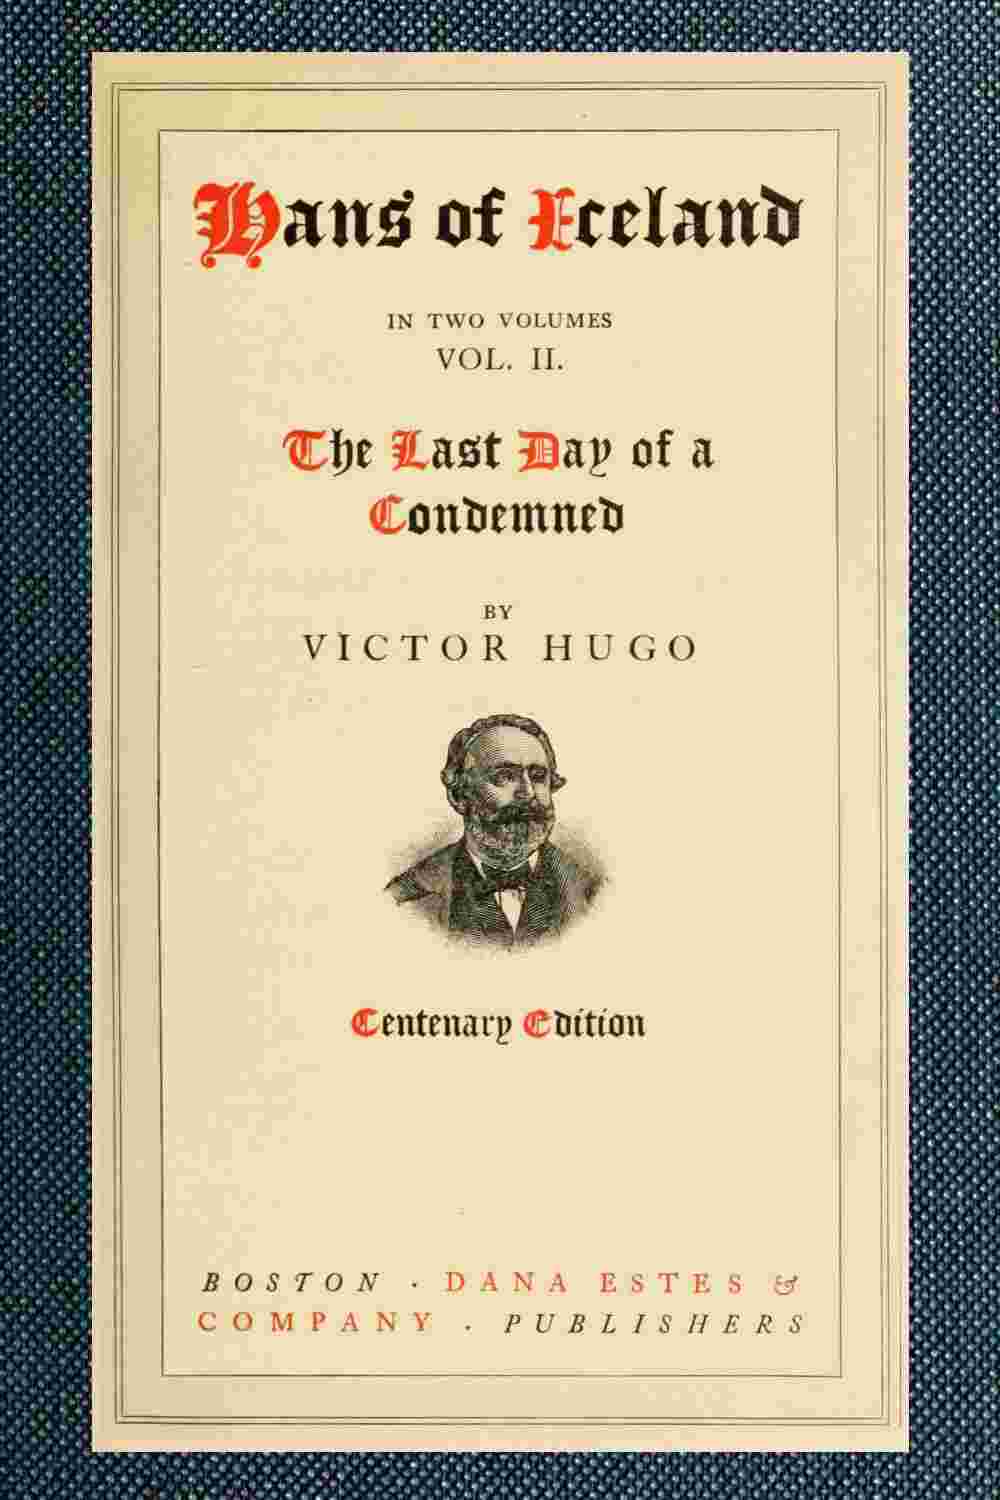 Hans of Iceland
IN TWO VOLUMES
VOL. II.
The Last Day of a
Condemned
BY
VICTOR HUGO
Centenary Edition
BOSTON · DANA ESTES &
COMPANY · PUBLISHERS